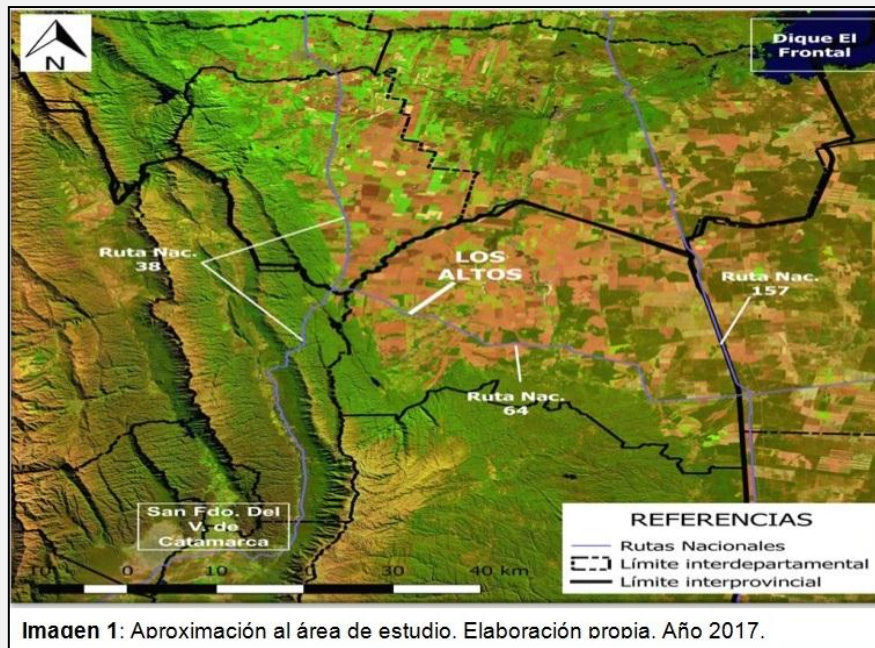 N
Dique El
Frontal
Ruta Nac.
38
LOS
ALTOS
Ruta Nac.
157
Ruta Nac.
64
San Fdo. Del
V. de
Catamarca
REFERENCIAS
Rutas Nacionales
Límite interdepartamental
Límite interprovincial
10 0 10 20 30 40 km
Imagen 1: Aproximación al área de estudio. Elaboración propia. Año 2017.